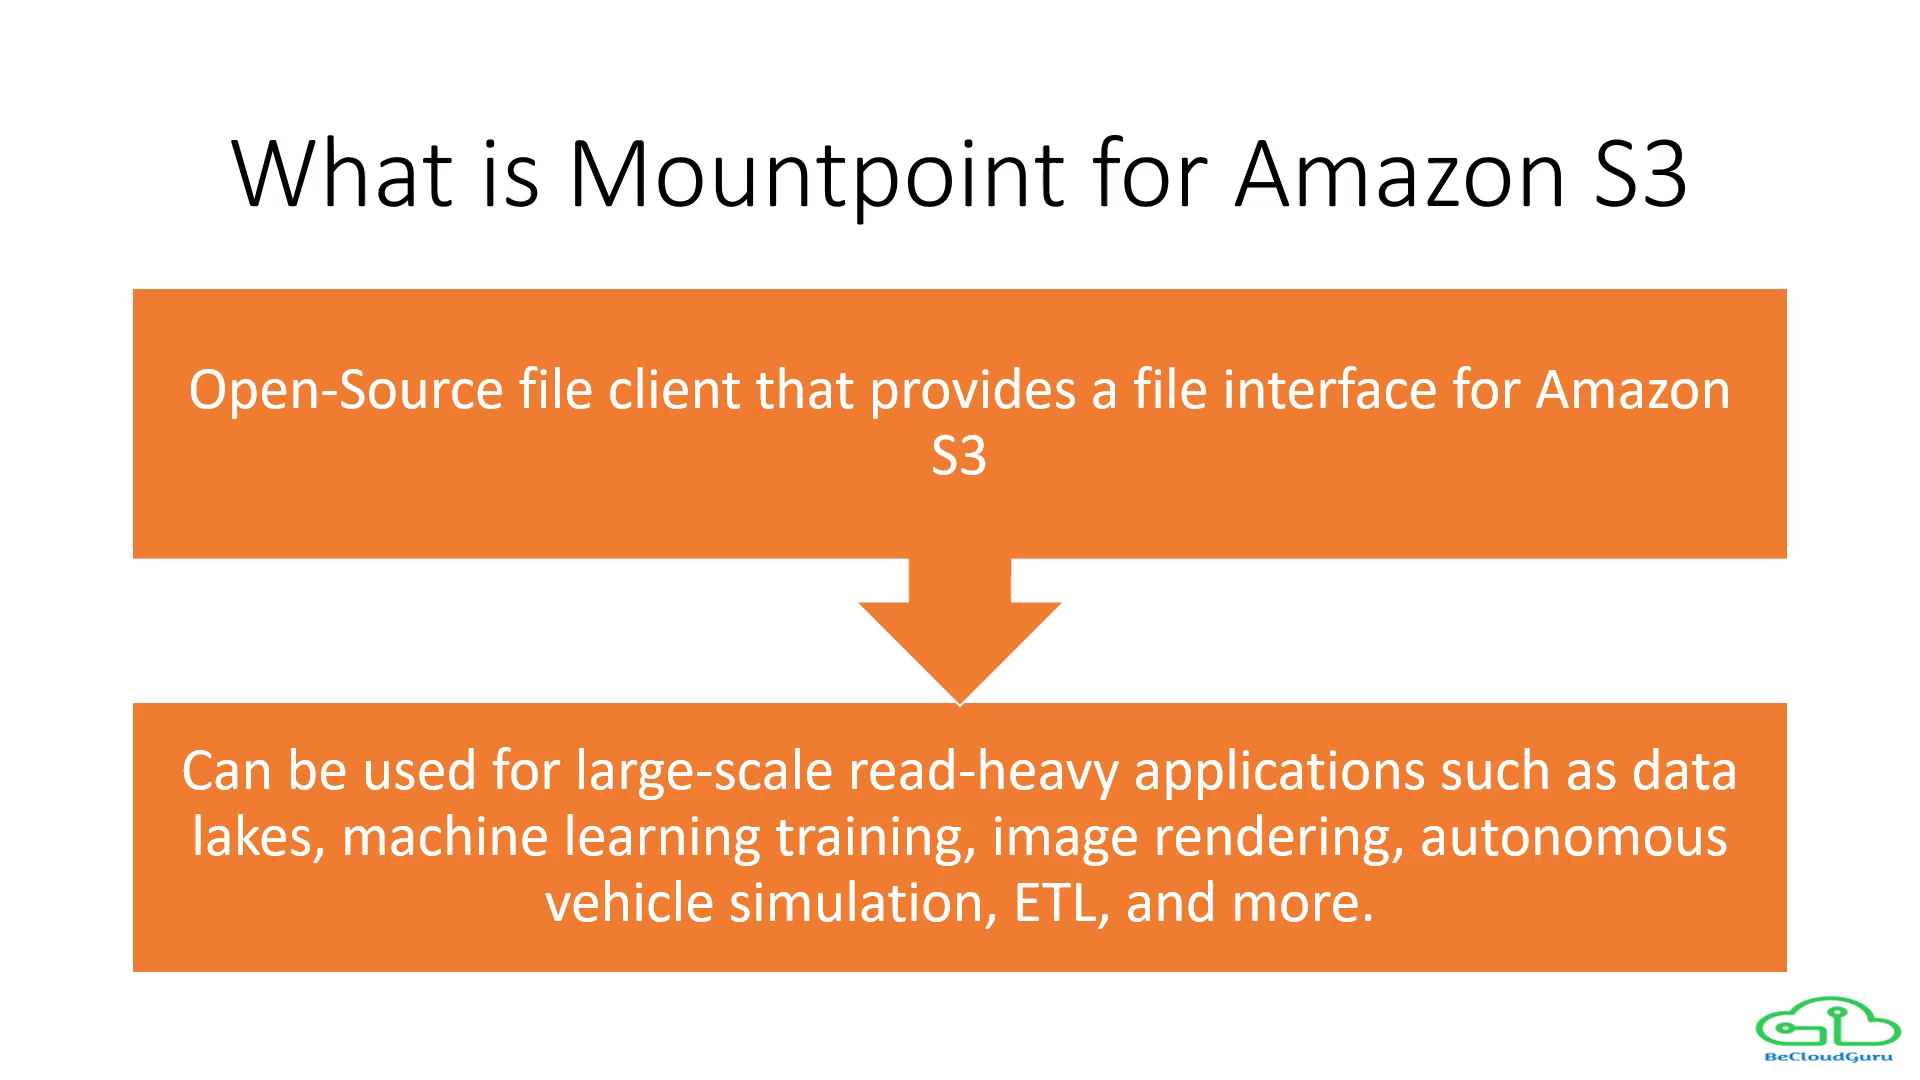 What is Mountpoint for Amazon S3
Open-Source file client that provides a file interface for Amazon
S3
Can be used for large-scale read-heavy applications such as data
lakes, machine learning training, image rendering, autonomous
vehicle simulation, ETL, and more.
BeCloudGuru